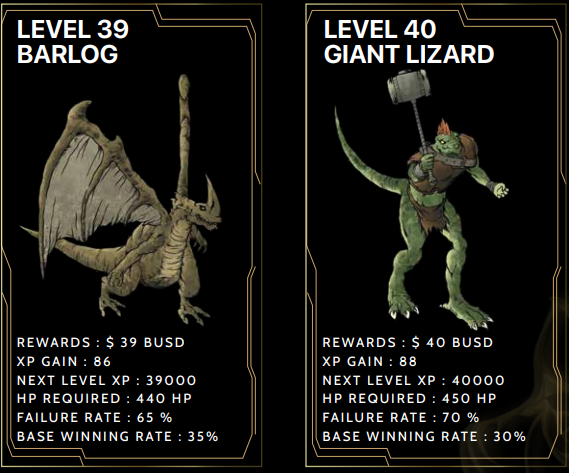 LEVEL 39
BARLOG
REWARDS : $ 39 BUSD
XP GAIN : 86
NEXT LEVEL XP : 39000
HP REQUIRED : 440 HP
FAILURE RATE : 65 %
BASE WINNING RATE : 35%
LEVEL 40
GIANT LIZARD
REWARDS : $ 40 BUSD
XP GAIN : 88
NEXT LEVEL XP : 40000
HP REQUIRED : 450 HP
FAILURE RATE : 70 %
BASE WINNING RATE : 30%